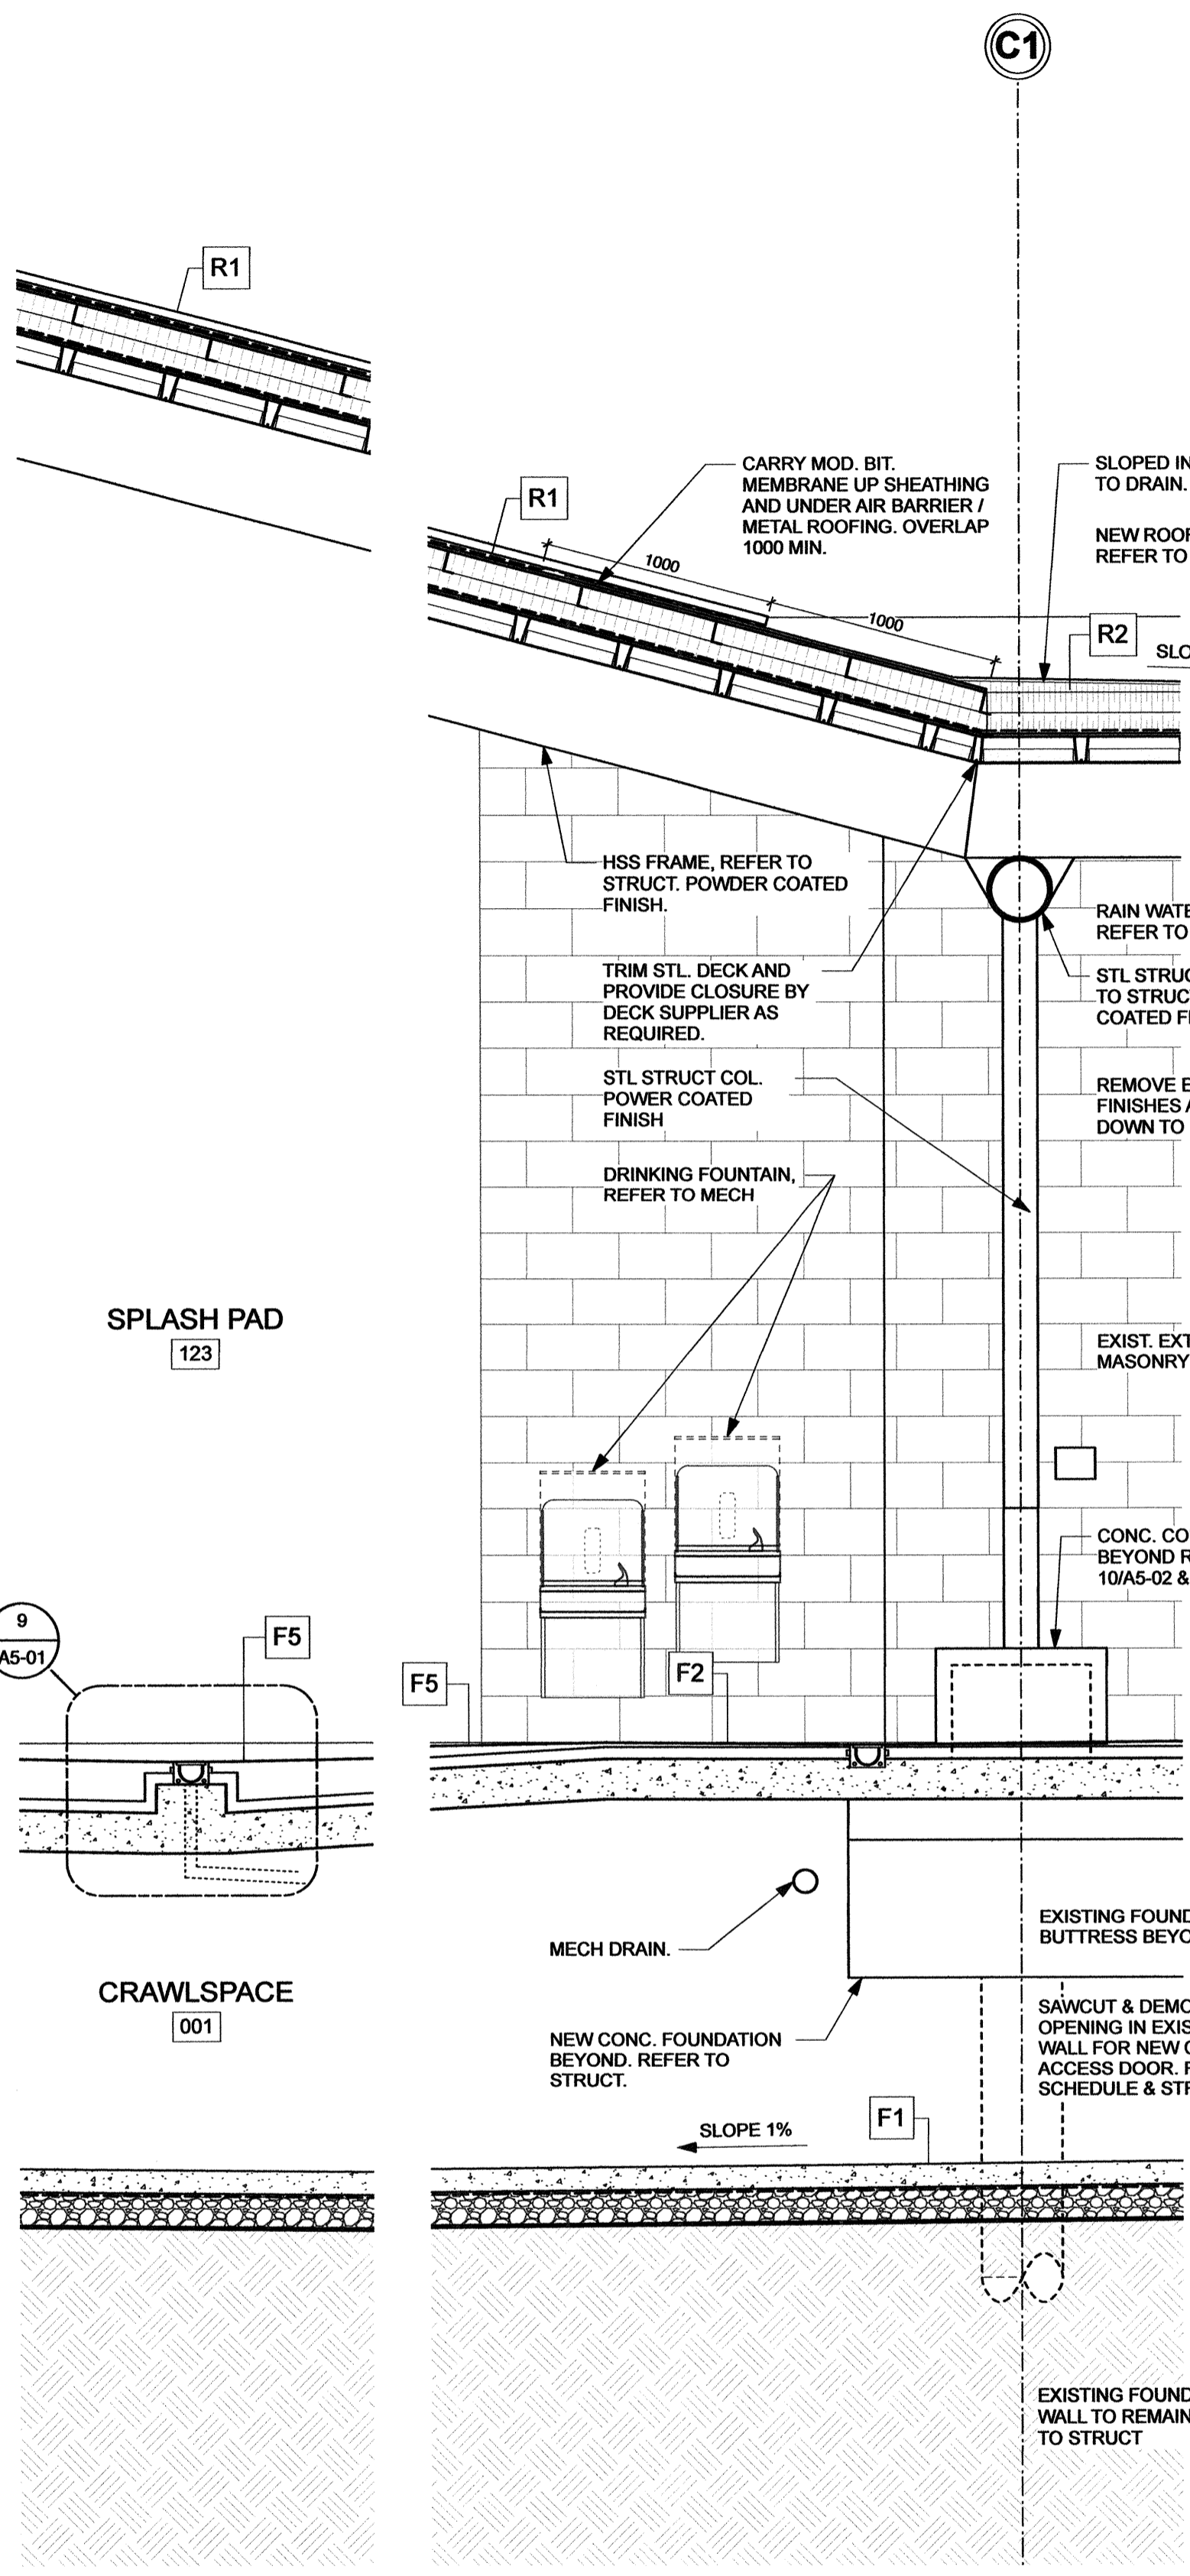 C1
R1
CARRY MOD. BIT.
MEMBRANE UP SHEATHING
AND UNDER AIR BARRIER /
METAL ROOFING. OVERLAP
1000 MIN.
SLOPED IN
TO DRAIN.
NEW ROOF
REFER TO
R1
1000
1000
R2
SLO
HSS FRAME, REFER TO
STRUCT. POWDER COATED
FINISH.
RAIN WATE
REFER TO
TRIM STL. DECK AND
PROVIDE CLOSURE BY
DECK SUPPLIER AS
REQUIRED.
STL STRUC
TO STRUC
COATED FI
STL STRUCT COL.
POWER COATED
FINISH
REMOVE E
FINISHES A
DOWN TO
DRINKING FOUNTAIN,
REFER TO MECH
SPLASH PAD
123
EXIST. EXT
MASONRY
CONC. CO
BEYOND R
10/A5-02 &
9
A5-01
F5
F5
F2
MECH DRAIN.
EXISTING FOUND
BUTTRESS BEYO
CRAWLSPACE
001
NEW CONC. FOUNDATION
BEYOND. REFER TO
STRUCT.
SAWCUT & DEMO
OPENING IN EXIS
WALL FOR NEW C
ACCESS DOOR. R
SCHEDULE & STR
SLOPE 1%
F1
EXISTING FOUND
WALL TO REMAIN
TO STRUCT